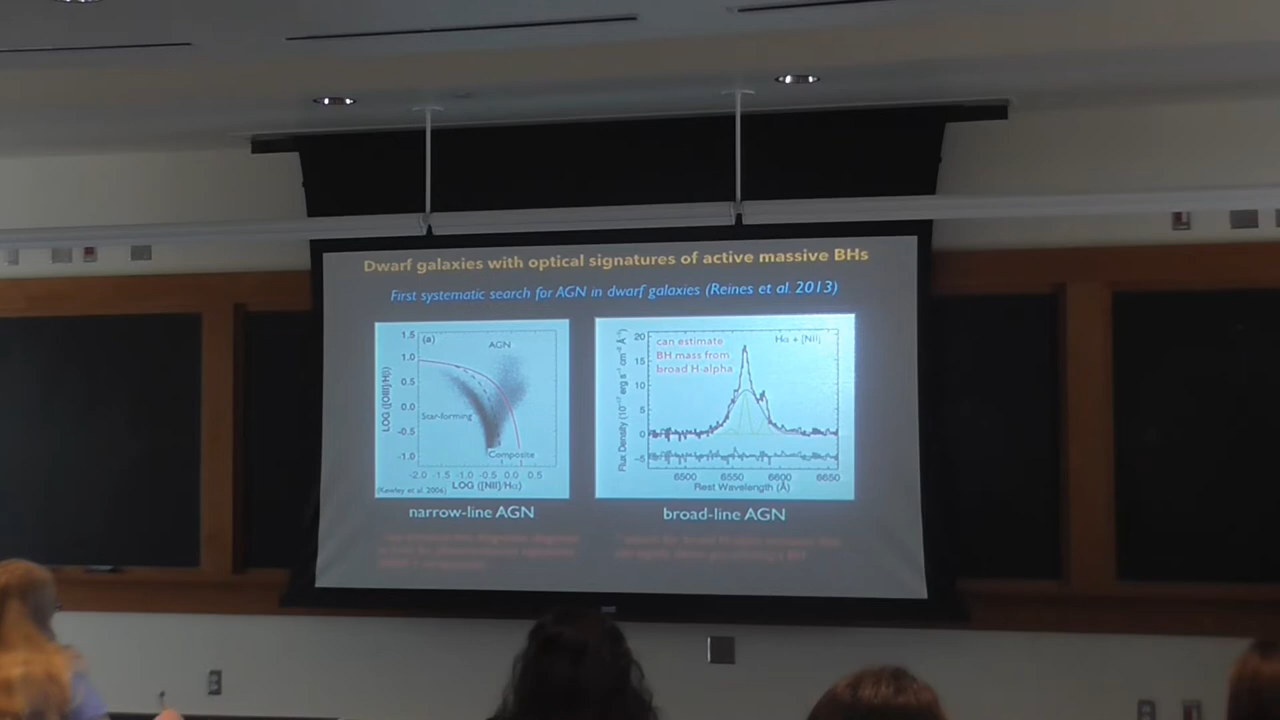 Dwarf galaxies with optical signatures of active massive BHs
First systematic search for AGN in dwarf galaxies (Reines et al. 2013)
(a)
AGN
Star-forming
Composite
1.5
1.0
0.5
0.0
-0.5
-1.0
LOG ([OIII]/Hβ)
-2.0 -1.5 -1.0 -0.5 0.0 0.5
LOG ([NII]/Hα)
(Kewley et al. 2006)
narrow-line AGN
can estimate
BH mass from
broad H-alpha
Hα + [NII]
20
15
10
5
0
-5
Flux Density (10⁻¹⁷ erg s⁻¹ cm⁻² Å⁻¹)
6500 6550 6600 6650
Rest Wavelength (Å)
broad-line AGN